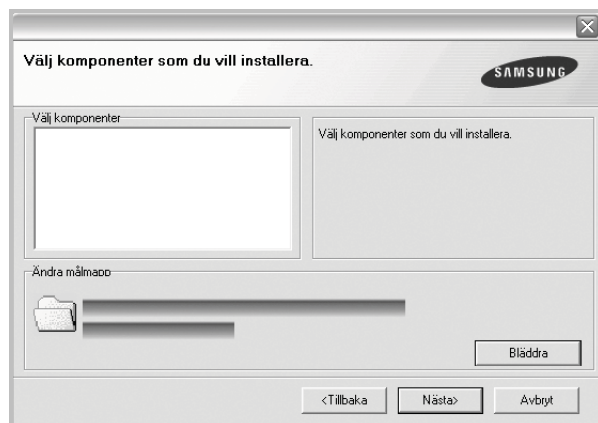 Välj komponenter som du vill installera.
SAMSUNG
Välj komponenter
Välj komponenter som du vill installera.
Ändra målmapp
Bläddra
<Tillbaka
Nästa>
Avbryt